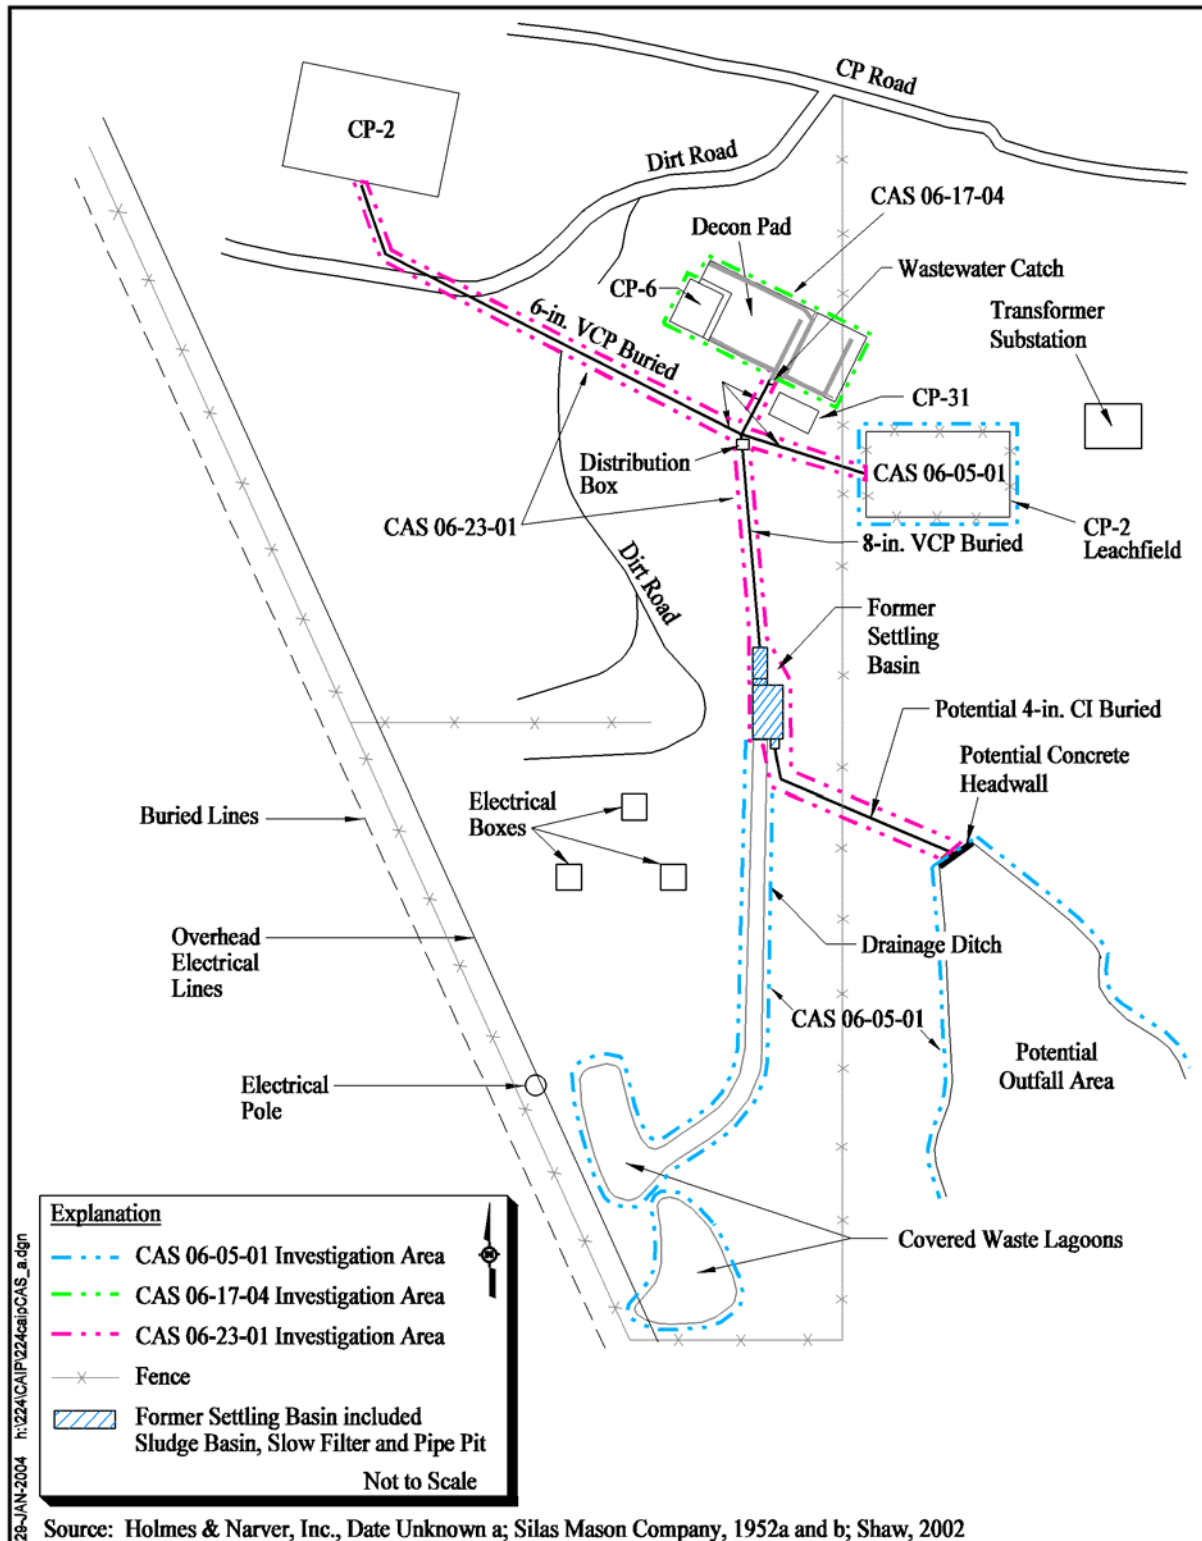 CP Road
CP-2
Dirt Road
CAS 06-17-04
Decon Pad
Wastewater Catch
CP-6
Transformer
Substation
6-in. VCP Buried
CP-31
Distribution
Box
CAS 06-05-01
CAS 06-23-01
8-in. VCP Buried
CP-2
Leachfield
Dirt Road
Former
Settling
Basin
Potential 4-in. CI Buried
Potential Concrete
Headwall
Buried Lines
Electrical
Boxes
Overhead
Electrical
Lines
Drainage Ditch
CAS 06-05-01
Potential
Outfall Area
Electrical
Pole
Covered Waste Lagoons
Explanation
CAS 06-05-01 Investigation Area
CAS 06-17-04 Investigation Area
CAS 06-23-01 Investigation Area
Fence
Former Settling Basin included
Sludge Basin, Slow Filter and Pipe Pit
Not to Scale
29-JAN-2004 h:\224\CAIP\224caipCAS_a.dgn
Source: Holmes & Narver, Inc., Date Unknown a; Silas Mason Company, 1952a and b; Shaw, 2002